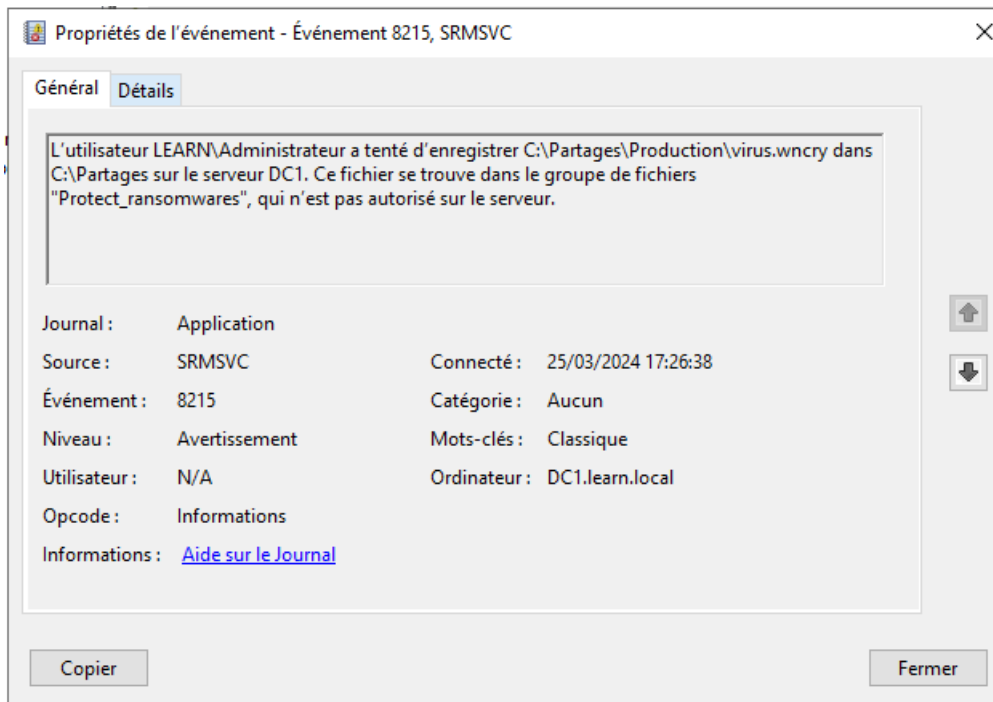 Propriétés de l'événement - Événement 8215, SRMSVC
Général Détails
L'utilisateur LEARN\Administrateur a tenté d'enregistrer C:\Partages\Production\virus.wncry dans
C:\Partages sur le serveur DC1. Ce fichier se trouve dans le groupe de fichiers
"Protect_ransomwares", qui n'est pas autorisé sur le serveur.
Journal : Application
Source : SRMSVC Connecté : 25/03/2024 17:26:38
Événement : 8215 Catégorie : Aucun
Niveau : Avertissement Mots-clés : Classique
Utilisateur : N/A Ordinateur : DC1.learn.local
Opcode : Informations
Informations : Aide sur le Journal
Copier Fermer